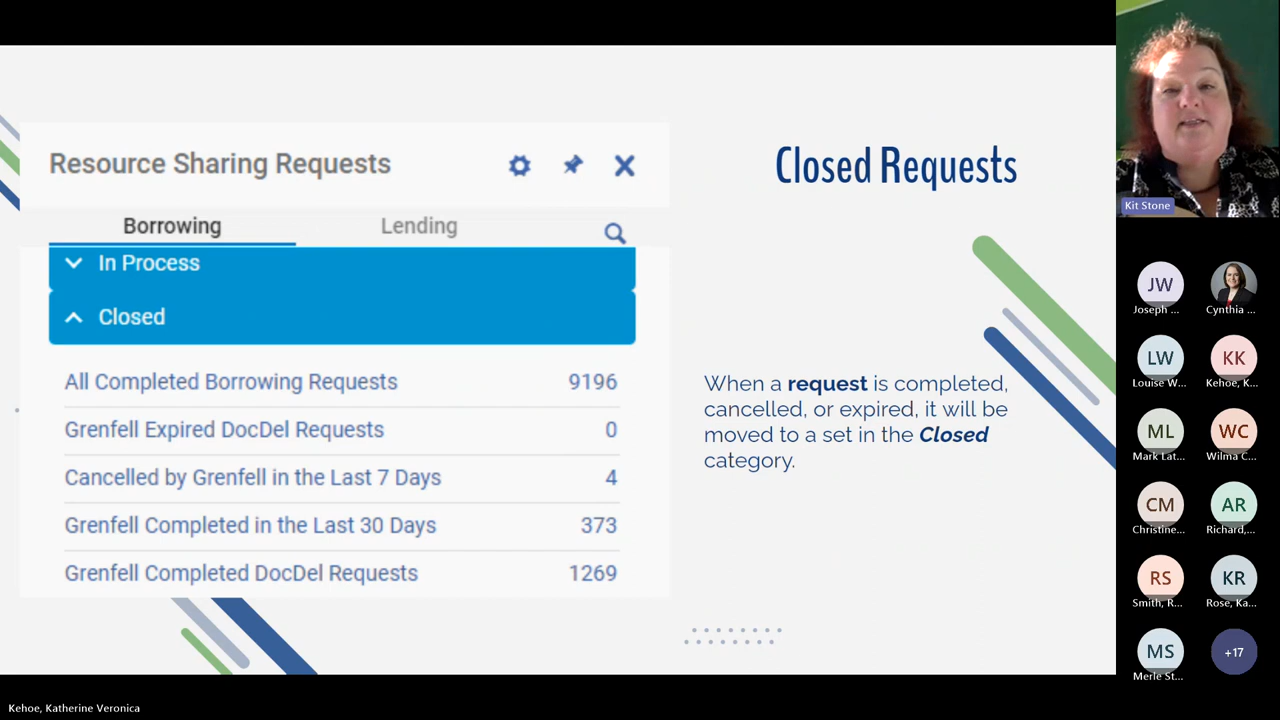 Resource Sharing Requests
Borrowing
Lending
In Process
Closed
All Completed Borrowing Requests 9196
Grenfell Expired DocDel Requests 0
Cancelled by Grenfell in the Last 7 Days 4
Grenfell Completed in the Last 30 Days 373
Grenfell Completed DocDel Requests 1269
Closed Requests
When a request is completed,
cancelled, or expired, it will be
moved to a set in the Closed
category.
Kit Stone
JW
Joseph ...
Cynthia ...
LW
Louise W...
KK
Kehoe, K...
ML
Mark Lat...
WC
Wilma C...
CM
Christine...
AR
Richard,...
RS
Smith, R...
KR
Rose, Ka...
MS
Merle St...
+17
Kehoe, Katherine Veronica